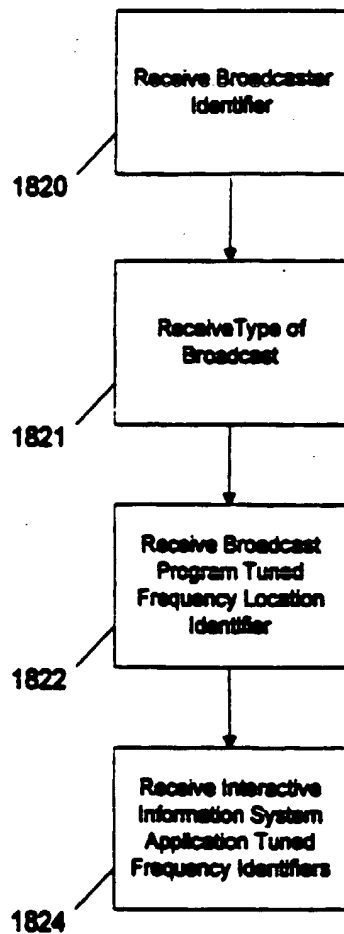 Receive Broadcaster
Identifier
1820
ReceiveType of
Broadcast
1821
Receive Broadcast
Program Tuned
Frequency Location
Identifier
1822
Receive Interactive
Information System
Application Tuned
Frequency Identifiers
1824